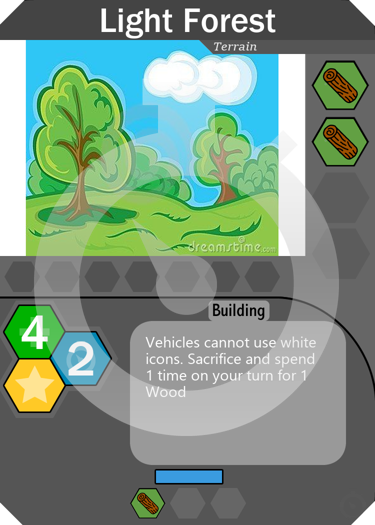 Light Forest
Terrain
dreamstime.
Building
4
2
Vehicles cannot use white
icons. Sacrifice and spend
1 time on your turn for 1
Wood